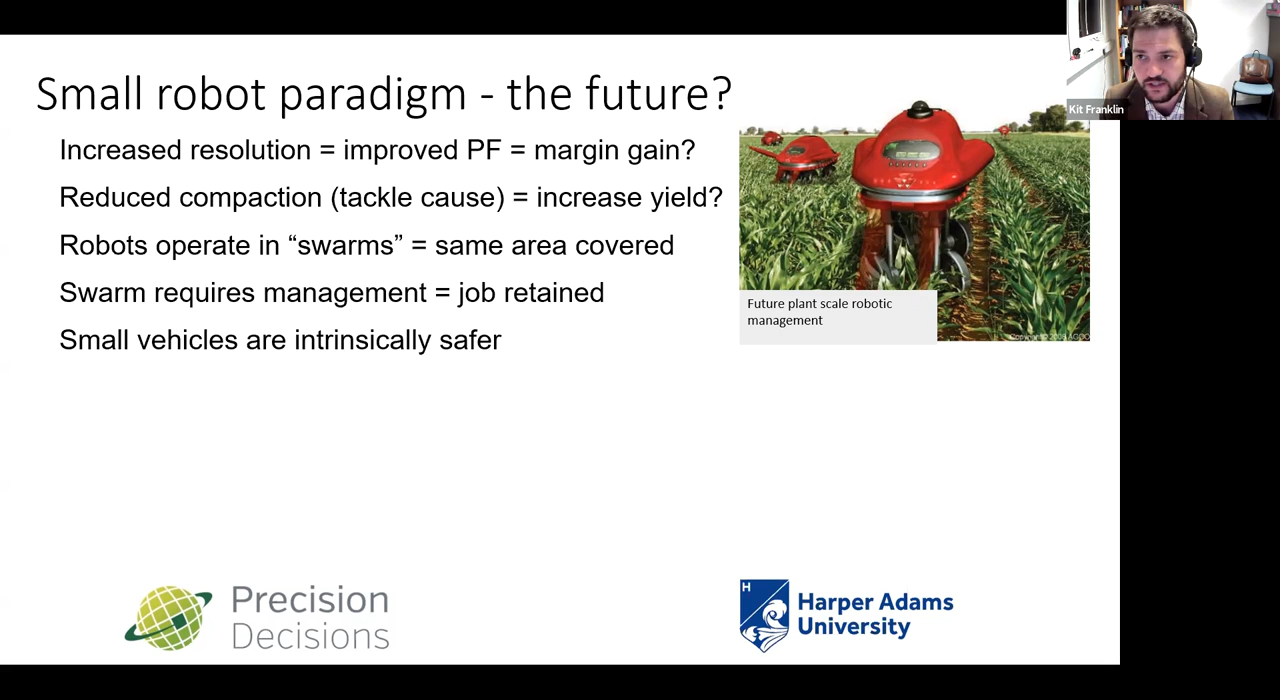 Small robot paradigm - the future?
Increased resolution = improved PF = margin gain?
Reduced compaction (tackle cause) = increase yield?
Robots operate in “swarms” = same area covered
Swarm requires management = job retained
Small vehicles are intrinsically safer
Kit Franklin
Future plant scale robotic
management
Precision
Decisions
H
Harper Adams
University